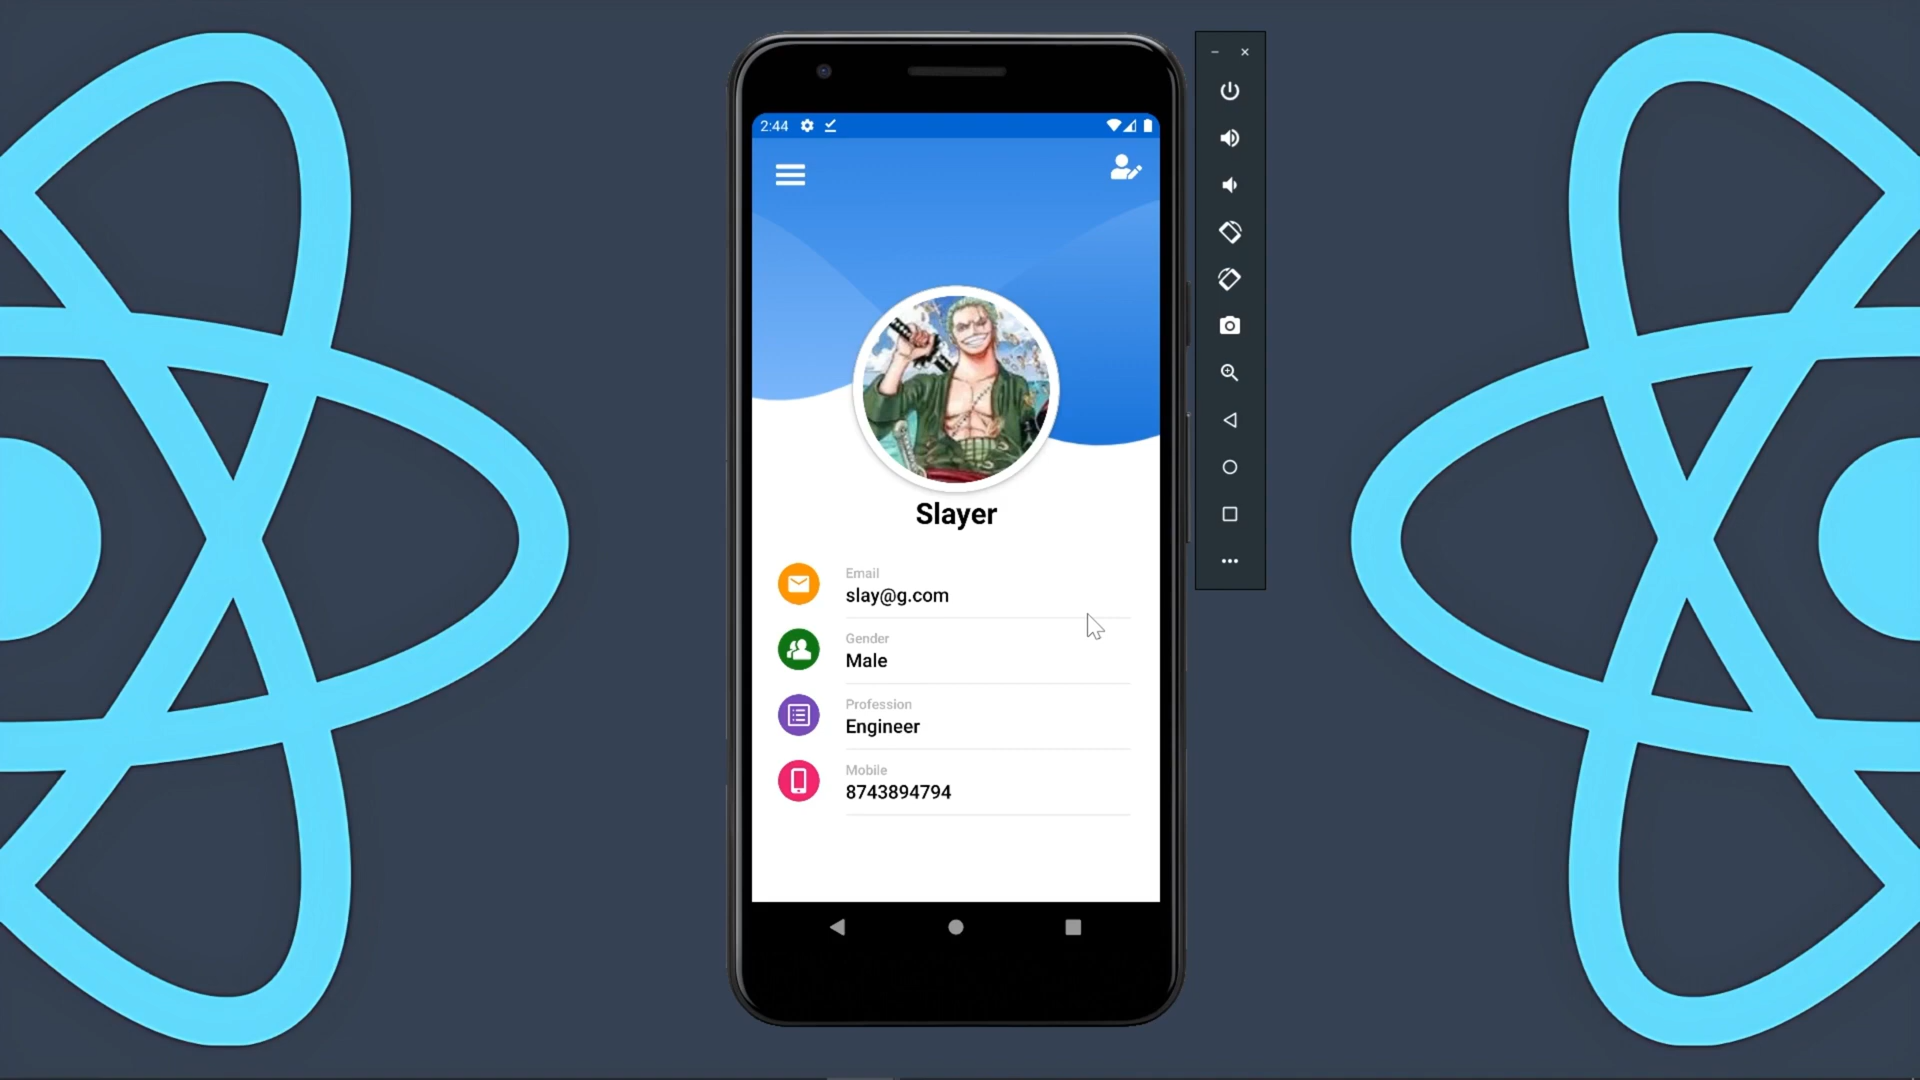 2:44
Slayer
Email
slay@g.com
Gender
Male
Profession
Engineer
Mobile
8743894794